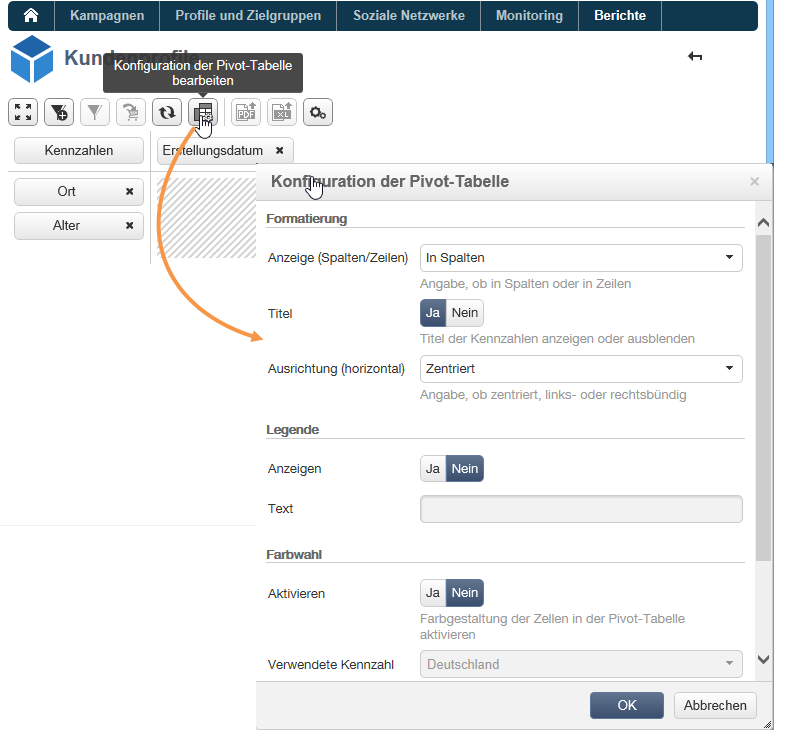 Kampagnen Profile und Zielgruppen Soziale Netzwerke Monitoring Berichte
Kundenprofile
Konfiguration der Pivot-Tabelle
bearbeiten
PDF XL
Kennzahlen Erstellungsdatum ×
Ort ×
Alter ×
Konfiguration der Pivot-Tabelle ×
Formatierung
Anzeige (Spalten/Zeilen) In Spalten
Angabe, ob in Spalten oder in Zeilen
Titel Ja Nein
Titel der Kennzahlen anzeigen oder ausblenden
Ausrichtung (horizontal) Zentriert
Angabe, ob zentriert, links- oder rechtsbündig
Legende
Anzeigen Ja Nein
Text
Farbwahl
Aktivieren Ja Nein
Farbgestaltung der Zellen in der Pivot-Tabelle
aktivieren
Verwendete Kennzahl Deutschland
OK Abbrechen